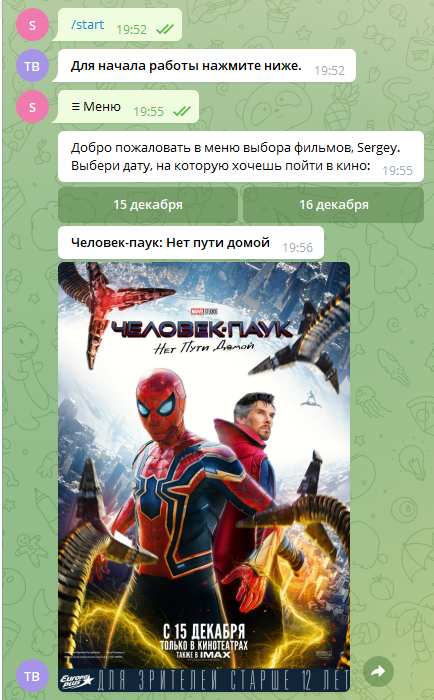 S
/start
19:52
TB
Для начала работы нажмите ниже.
19:52
S
≡ Меню
19:55
Добро пожаловать в меню выбора фильмов, Sergey.
Выбери дату, на которую хочешь пойти в кино:
19:55
15 декабря
16 декабря
Человек-паук: Нет пути домой
19:56
MARVEL STUDIOS
ЧЕЛОВЕК-ПАУК
Нет Пути Домой
С 15 ДЕКАБРЯ
ТОЛЬКО В КИНОТЕАТРАХ
ТАКЖЕ В IMAX
TB
Европа Плюс
ДЛЯ ЗРИТЕЛЕЙ СТАРШЕ 12 ЛЕТ